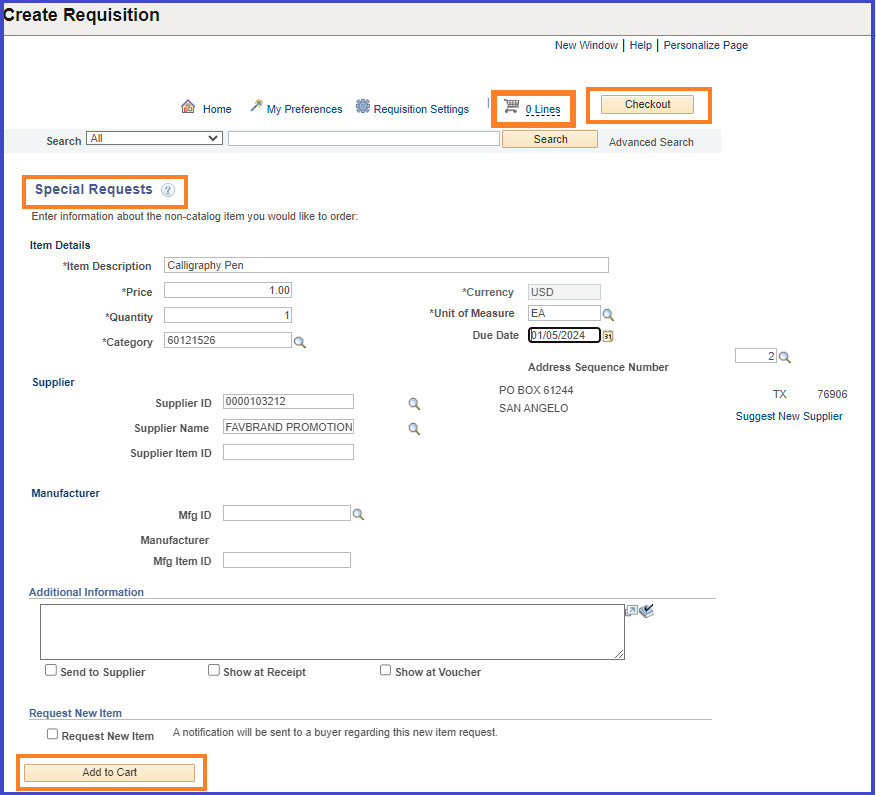 Create Requisition
New Window | Help | Personalize Page
Home My Preferences Requisition Settings 0 Lines Checkout
Search All Search Advanced Search
Special Requests ?
Enter information about the non-catalog item you would like to order:
Item Details
*Item Description Calligraphy Pen
*Price 1.00 *Currency USD
*Quantity 1 *Unit of Measure EA
*Category 60121526 Due Date 01/05/2024 31
Address Sequence Number 2
Supplier PO BOX 61244 TX 76906
Supplier ID 0000103212 SAN ANGELO
Suggest New Supplier
Supplier Name FAVBRAND PROMOTION
Supplier Item ID
Manufacturer
Mfg ID
Manufacturer
Mfg Item ID
Additional Information
Send to Supplier Show at Receipt Show at Voucher
Request New Item
Request New Item A notification will be sent to a buyer regarding this new item request.
Add to Cart